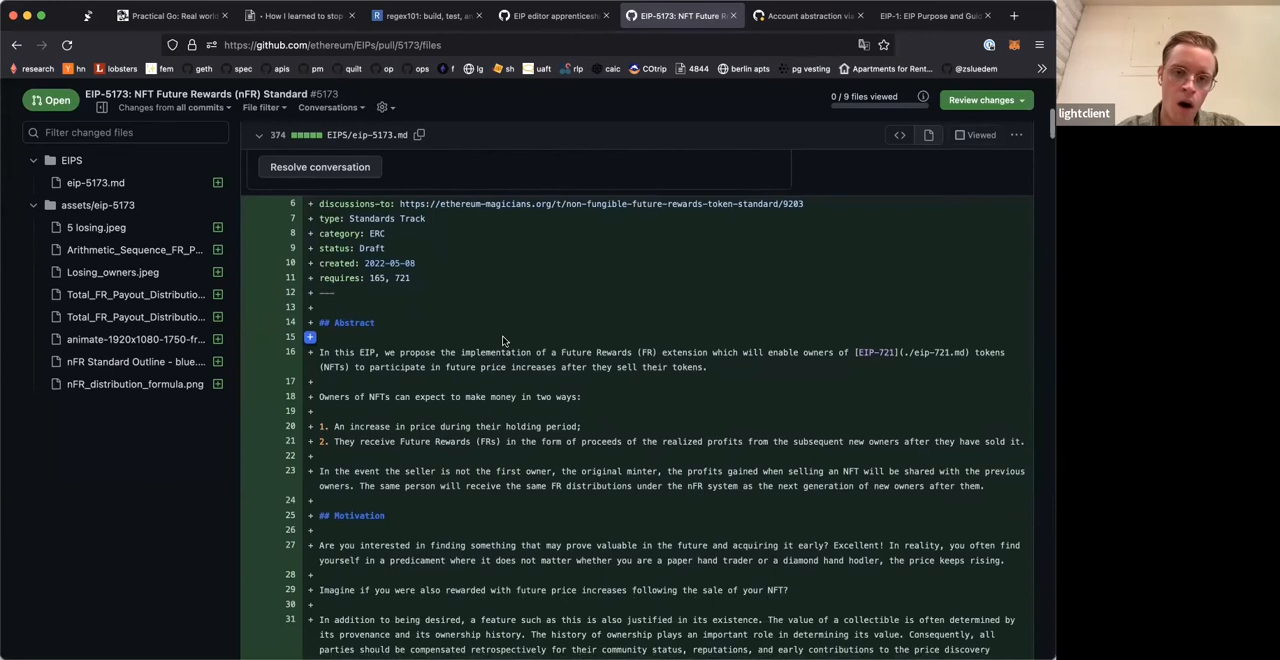 Practical Go: Real world
· How I learned to stop
regex101: build, test, an
EIP editor apprenticesh
EIP-5173: NFT Future R
Account abstraction via
EIP-1: EIP Purpose and Gui
https://github.com/ethereum/EIPs/pull/5173/files
research
hn
lobsters
fem
geth
spec
apis
pm
quilt
op
ops
f
lg
sh
uaft
rlp
caic
COtrip
4844
berlin apts
pg vesting
Apartments for Rent...
@zsluedem
Open
EIP-5173: NFT Future Rewards (nFR) Standard #5173
Changes from all commits
File filter
Conversations
0 / 9 files viewed
Review changes
lightclient
Filter changed files
374 EIPS/eip-5173.md
Viewed
EIPS
eip-5173.md
assets/eip-5173
5 losing.jpeg
Arithmetic_Sequence_FR_P...
Losing_owners.jpeg
Total_FR_Payout_Distributio...
Total_FR_Payout_Distributio...
animate-1920x1080-1750-fr...
nFR Standard Outline - blue....
nFR_distribution_formula.png
Resolve conversation
6 + discussions-to: https://ethereum-magicians.org/t/non-fungible-future-rewards-token-standard/9203
7 + type: Standards Track
8 + category: ERC
9 + status: Draft
10 + created: 2022-05-08
11 + requires: 165, 721
12 + ---
13 +
14 + ## Abstract
15 +
16 + In this EIP, we propose the implementation of a Future Rewards (FR) extension which will enable owners of [EIP-721](./eip-721.md) tokens
(NFTs) to participate in future price increases after they sell their tokens.
17 +
18 + Owners of NFTs can expect to make money in two ways:
19 +
20 + 1. An increase in price during their holding period;
21 + 2. They receive Future Rewards (FRs) in the form of proceeds of the realized profits from the subsequent new owners after they have sold it.
22 +
23 + In the event the seller is not the first owner, the original minter, the profits gained when selling an NFT will be shared with the previous
owners. The same person will receive the same FR distributions under the nFR system as the next generation of new owners after them.
24 +
25 + ## Motivation
26 +
27 + Are you interested in finding something that may prove valuable in the future and acquiring it early? Excellent! In reality, you often find
yourself in a predicament where it does not matter whether you are a paper hand trader or a diamond hand hodler, the price keeps rising.
28 +
29 + Imagine if you were also rewarded with future price increases following the sale of your NFT?
30 +
31 + In addition to being desired, a feature such as this is also justified in its existence. The value of a collectible is often determined by
its provenance and its ownership history. The history of ownership plays an important role in determining its value. Consequently, all
parties should be compensated retrospectively for their community status, reputations, and early contributions to the price discovery